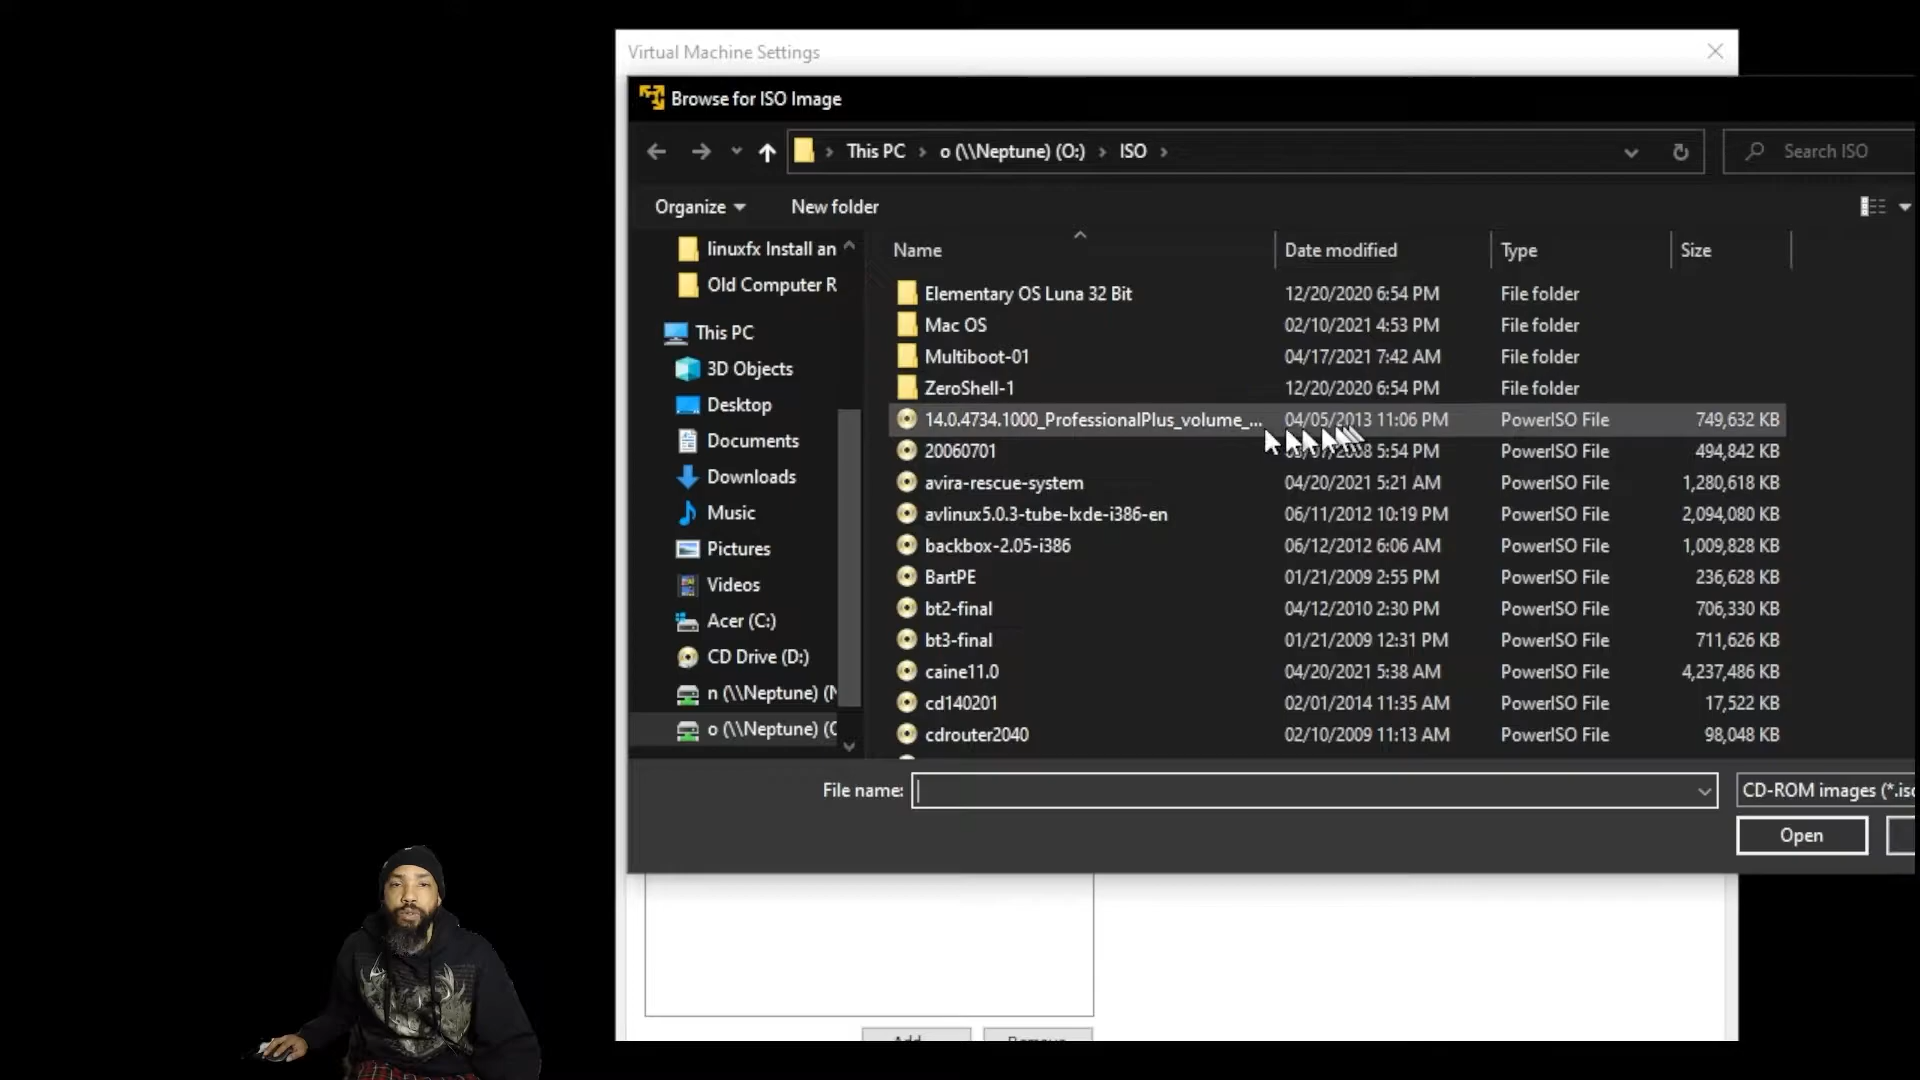 Virtual Machine Settings
Browse for ISO Image
This PC › o (\\Neptune) (O:) › ISO ›
Search ISO
Organize New folder
linuxfx Install an
Old Computer R
This PC
3D Objects
Desktop
Documents
Downloads
Music
Pictures
Videos
Acer (C:)
CD Drive (D:)
n (\\Neptune) (N
o (\\Neptune) (O
Name Date modified Type Size
Elementary OS Luna 32 Bit 12/20/2020 6:54 PM File folder
Mac OS 02/10/2021 4:53 PM File folder
Multiboot-01 04/17/2021 7:42 AM File folder
ZeroShell-1 12/20/2020 6:54 PM File folder
14.0.4734.1000_ProfessionalPlus_volume_... 04/05/2013 11:06 PM PowerISO File 749,632 KB
20060701 5:54 PM PowerISO File 494,842 KB
avira-rescue-system 04/20/2021 5:21 AM PowerISO File 1,280,618 KB
avlinux5.0.3-tube-lxde-i386-en 06/11/2012 10:19 PM PowerISO File 2,094,080 KB
backbox-2.05-i386 06/12/2012 6:06 AM PowerISO File 1,009,828 KB
BartPE 01/21/2009 2:55 PM PowerISO File 236,628 KB
bt2-final 04/12/2010 2:30 PM PowerISO File 706,330 KB
bt3-final 01/21/2009 12:31 PM PowerISO File 711,626 KB
caine11.0 04/20/2021 5:38 AM PowerISO File 4,237,486 KB
cd140201 02/01/2014 11:35 AM PowerISO File 17,522 KB
cdrouter2040 02/10/2009 11:13 AM PowerISO File 98,048 KB
File name: CD-ROM images (*.iso
Open